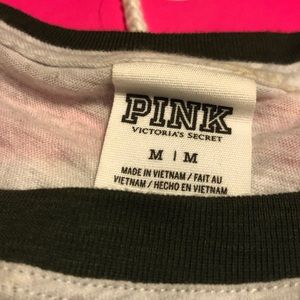 PINK
VICTORIA'S SECRET
M | M
MADE IN VIETNAM / FAIT AU
VIETNAM / HECHO EN VIETNAM